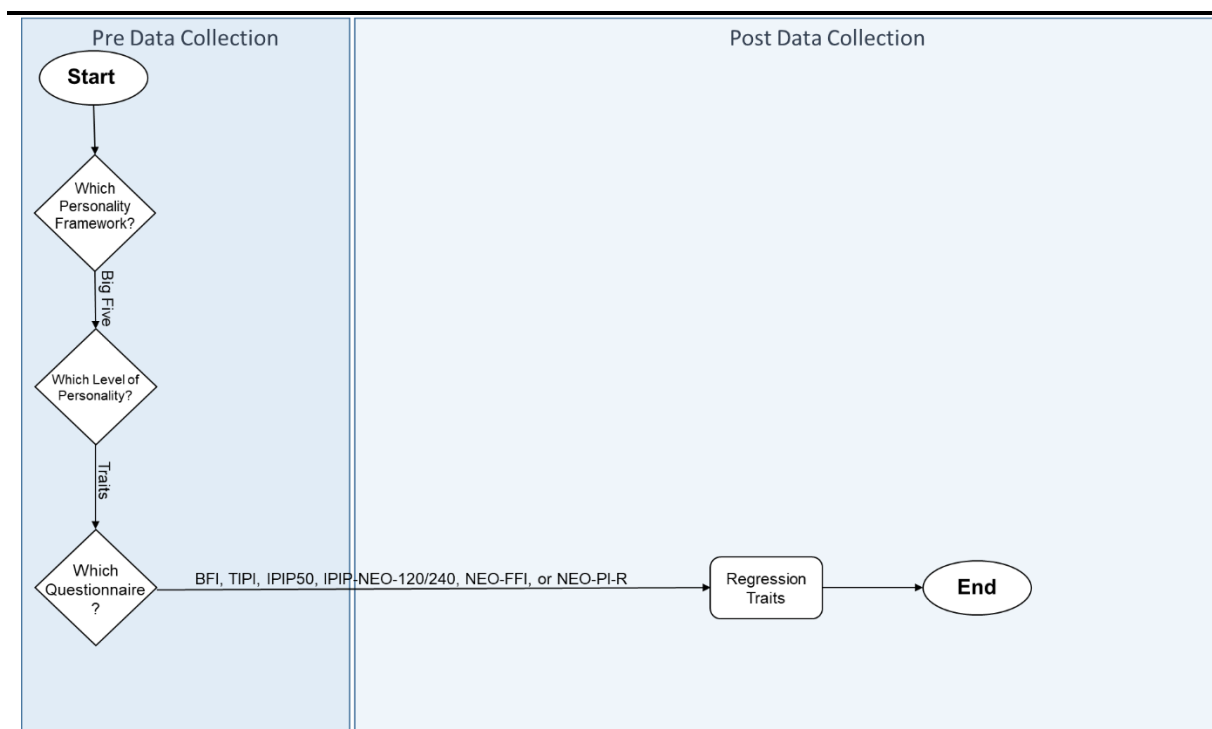 Pre Data Collection
Post Data Collection
Start
Which
Personality
Framework?
Big Five
Which Level of
Personality?
Traits
Which
Questionnaire
?
BFI, TIPI, IPIP50, IPIP-NEO-120/240, NEO-FFI, or NEO-PI-R
Regression
Traits
End